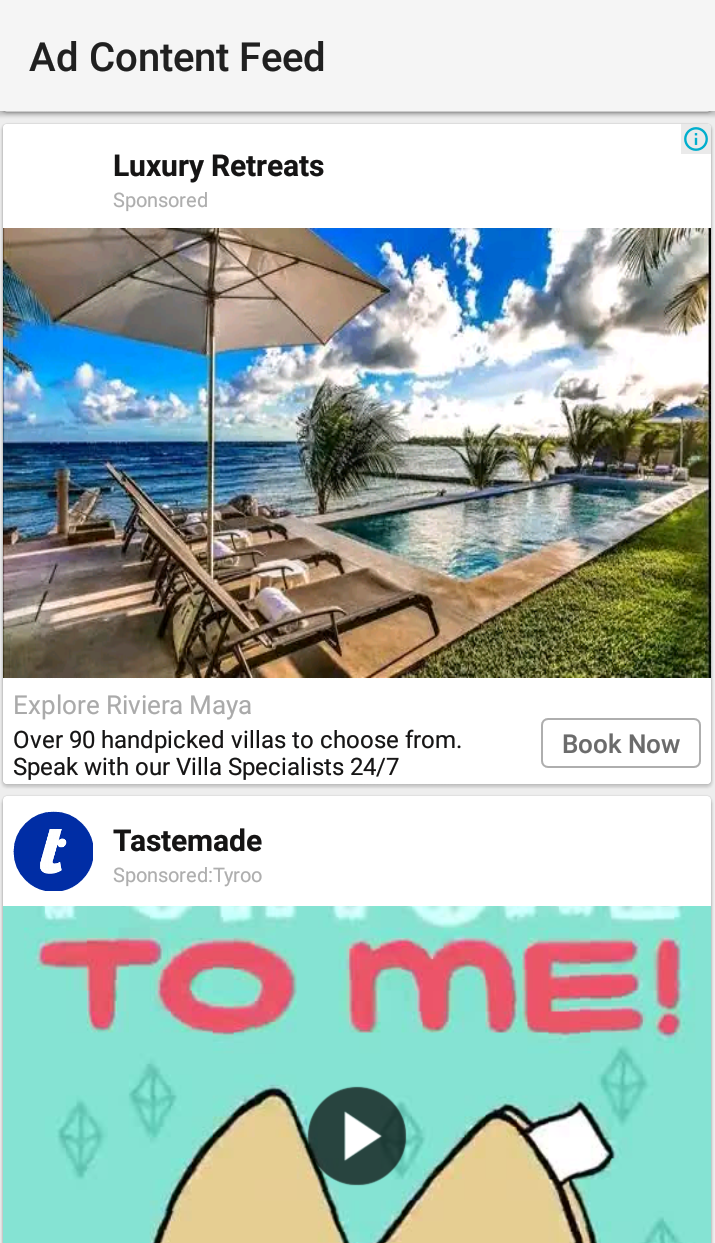 Ad Content Feed
Luxury Retreats
Sponsored
Explore Riviera Maya
Over 90 handpicked villas to choose from.
Speak with our Villa Specialists 24/7
Book Now
t
Tastemade
Sponsored:Tyroo
TO ME!